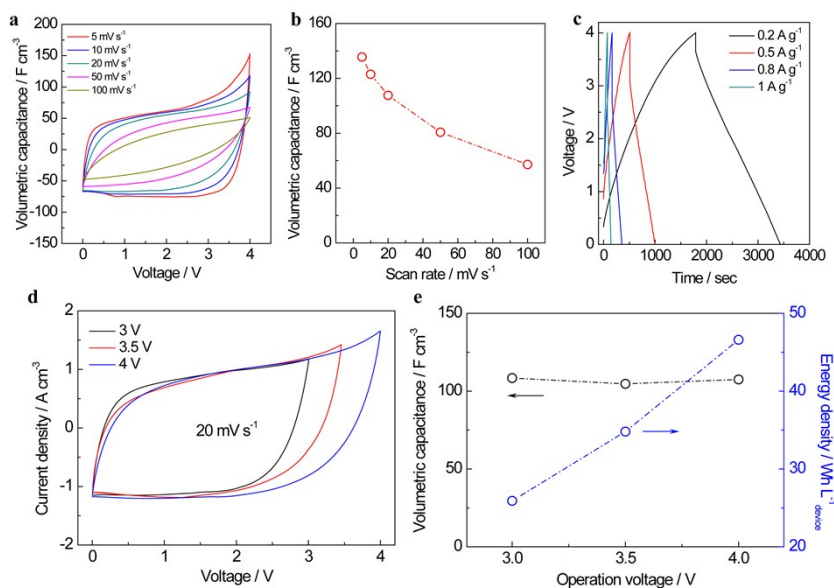 a
5 mV s⁻¹
10 mV s⁻¹
20 mV s⁻¹
50 mV s⁻¹
100 mV s⁻¹
150
100
50
0
-50
-100
-150
0 1 2 3 4
Voltage / V
Volumetric capacitance / F cm⁻³
b
160
120
80
40
0 20 40 60 80 100
Scan rate / mV s⁻¹
Volumetric capacitance / F cm⁻³
c
0.2 A g⁻¹
0.5 A g⁻¹
0.8 A g⁻¹
1 A g⁻¹
4
3
2
1
0
0 1000 2000 3000 4000
Time / sec
Voltage / V
d
3 V
3.5 V
4 V
20 mV s⁻¹
2
1
0
-1
-2
0 1 2 3 4
Voltage / V
Current density / A cm⁻³
e
150
100
50
0
3.0 3.5 4.0
Operation voltage / V
Volumetric capacitance / F cm⁻³
50
40
30
20
Energy density / Wh L⁻¹device